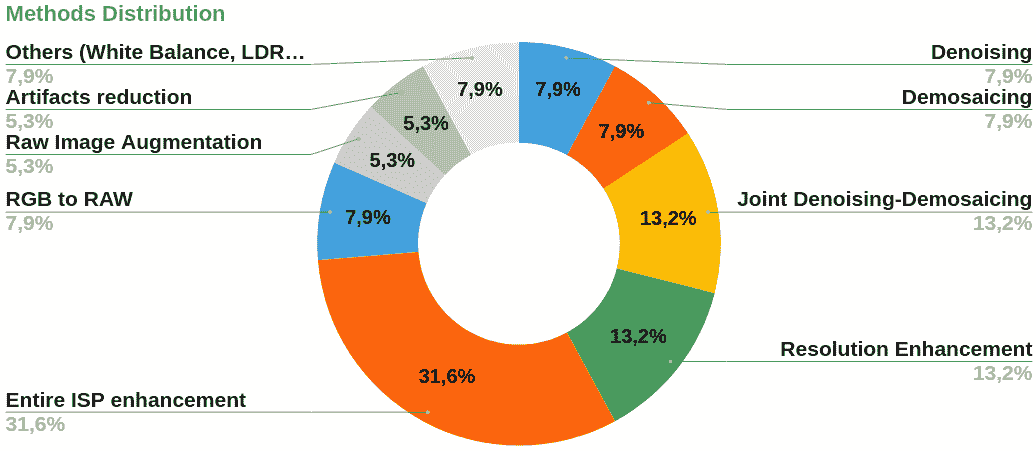 Methods Distribution
Others (White Balance, LDR…
7,9%
Artifacts reduction
5,3%
Raw Image Augmentation
5,3%
RGB to RAW
7,9%
Entire ISP enhancement
31,6%
Denoising
7,9%
Demosaicing
7,9%
Joint Denoising-Demosaicing
13,2%
Resolution Enhancement
13,2%
7,9%
7,9%
13,2%
13,2%
31,6%
7,9%
5,3%
5,3%
7,9%